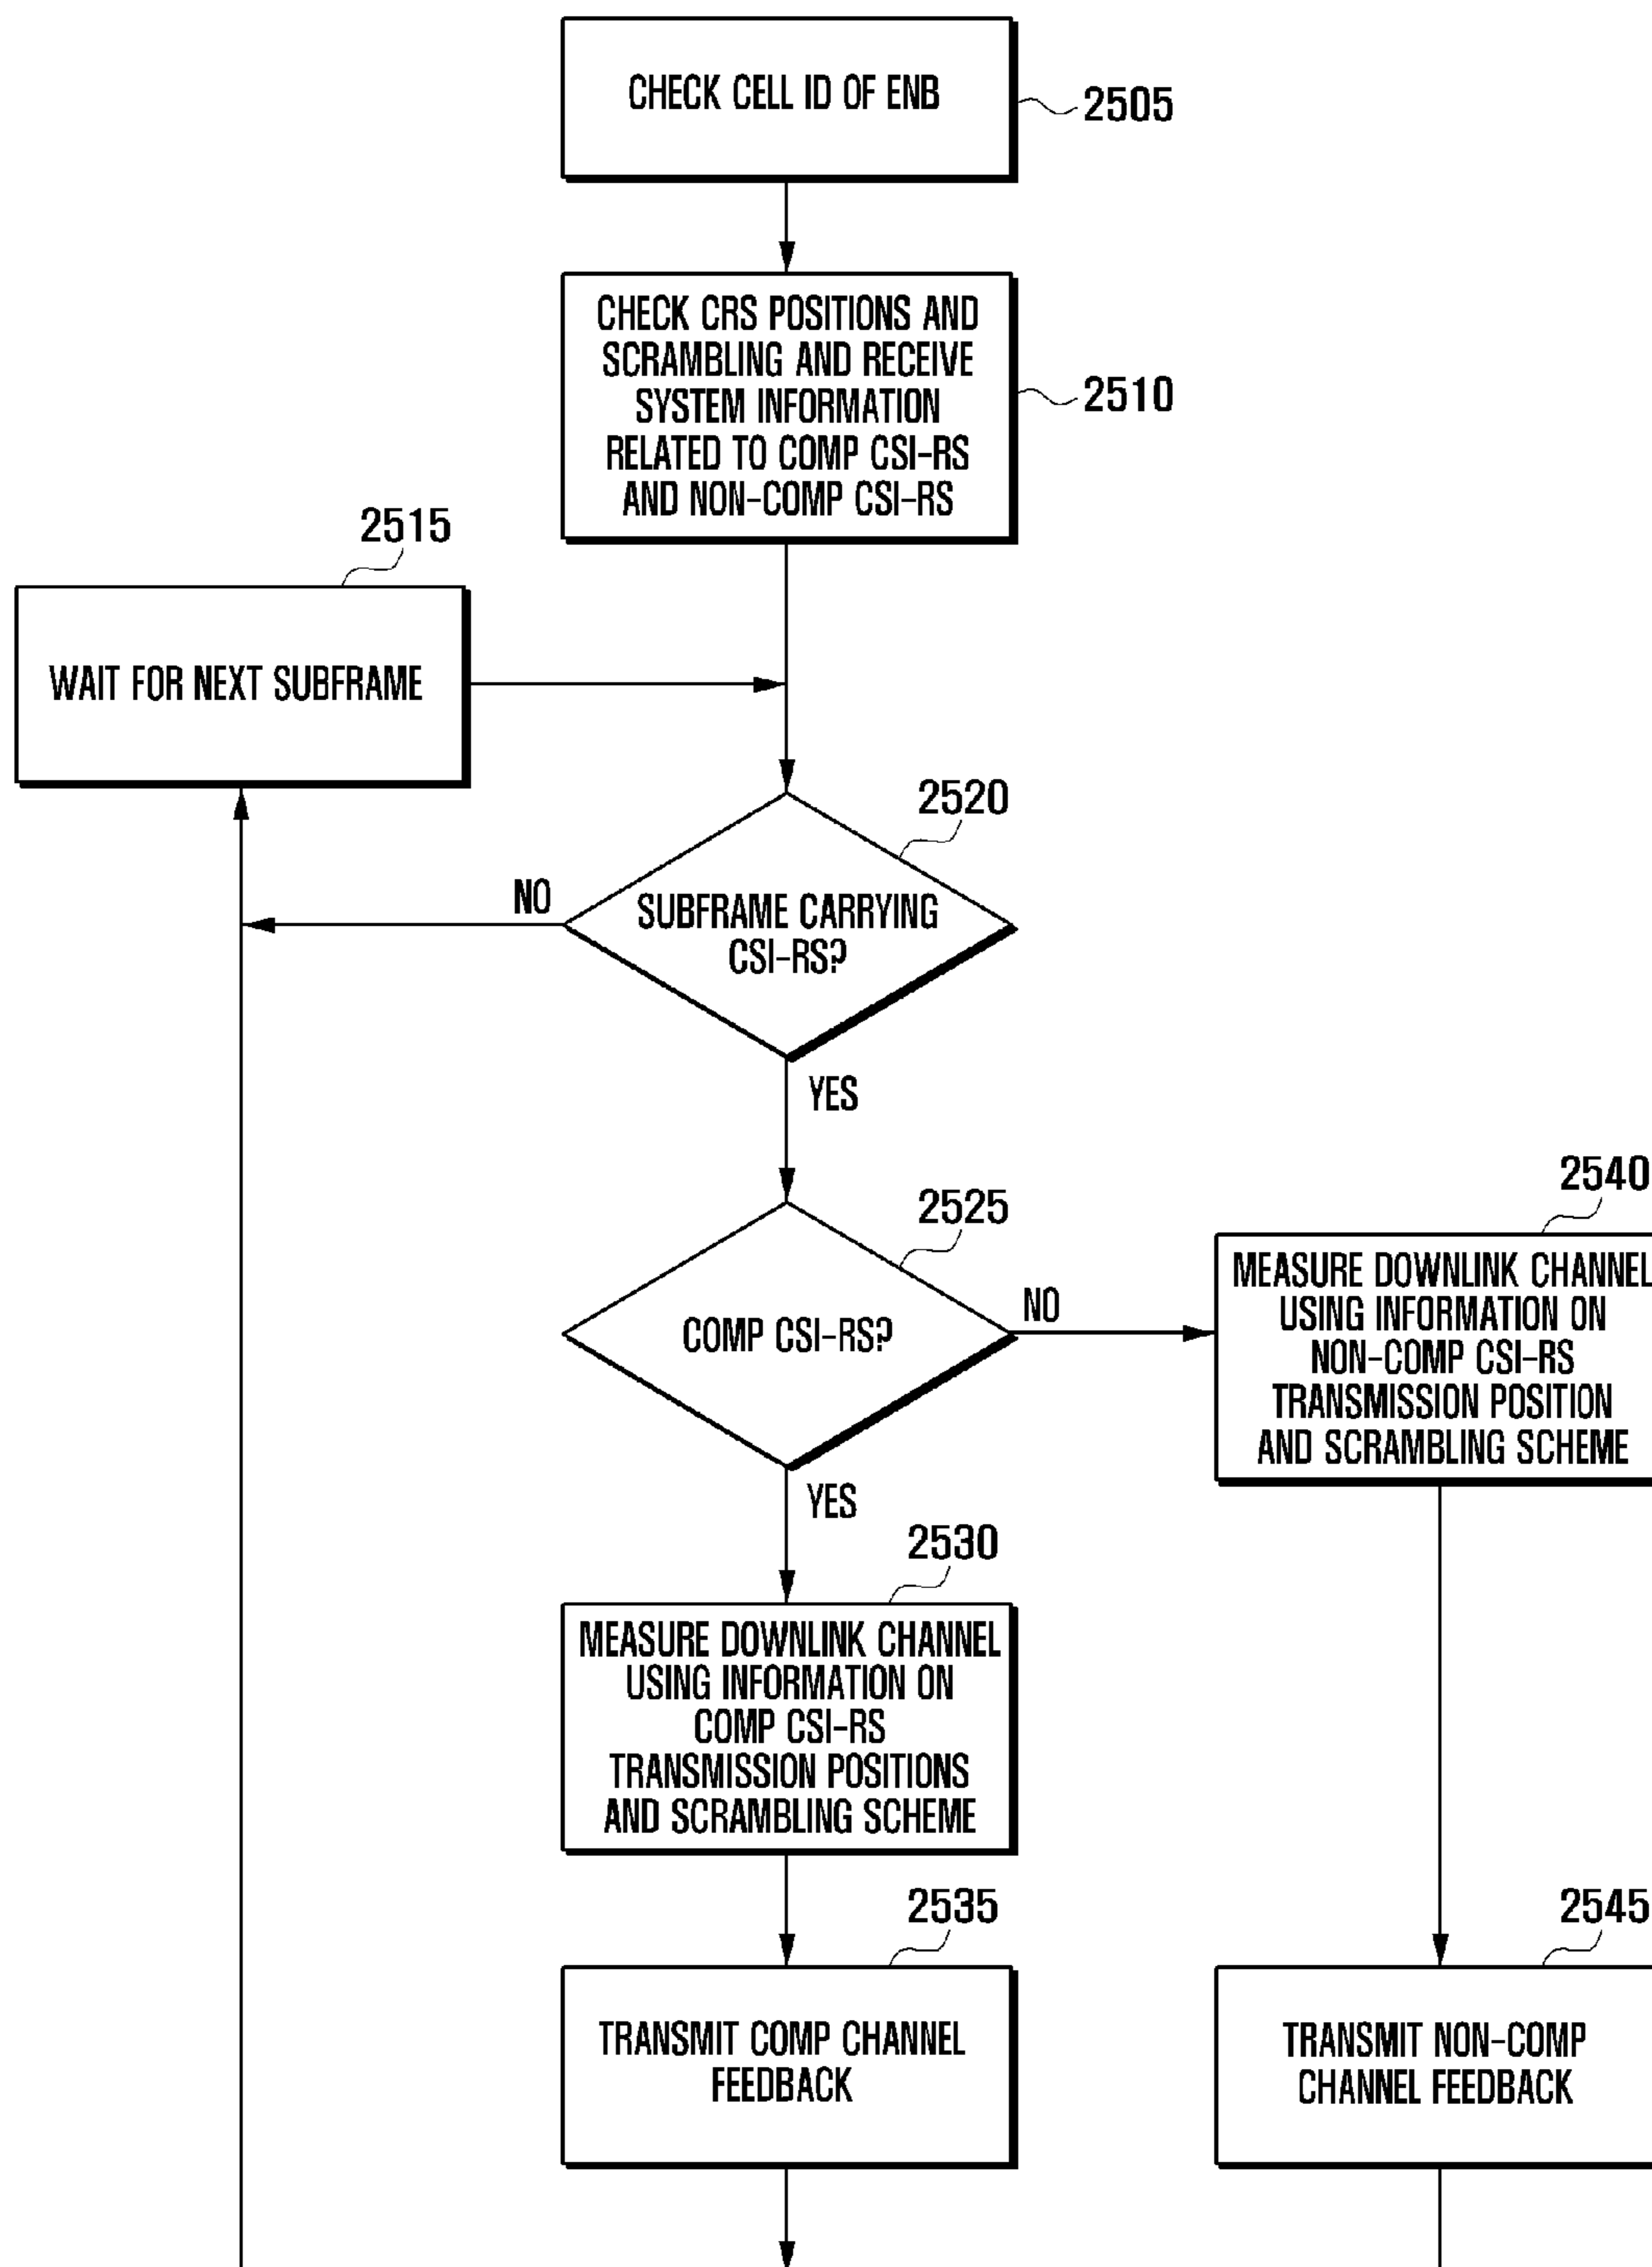 CHECK CELL ID OF ENB
2505
CHECK CRS POSITIONS AND
SCRAMBLING AND RECEIVE
SYSTEM INFORMATION
RELATED TO COMP CSI-RS
AND NON-COMP CSI-RS
2510
2515
WAIT FOR NEXT SUBFRAME
2520
SUBFRAME CARRYING
CSI-RS?
NO
YES
2525
COMP CSI-RS?
NO
YES
2540
MEASURE DOWNLINK CHANNEL
USING INFORMATION ON
NON-COMP CSI-RS
TRANSMISSION POSITION
AND SCRAMBLING SCHEME
2530
MEASURE DOWNLINK CHANNEL
USING INFORMATION ON
COMP CSI-RS
TRANSMISSION POSITIONS
AND SCRAMBLING SCHEME
2535
TRANSMIT COMP CHANNEL
FEEDBACK
2545
TRANSMIT NON-COMP
CHANNEL FEEDBACK